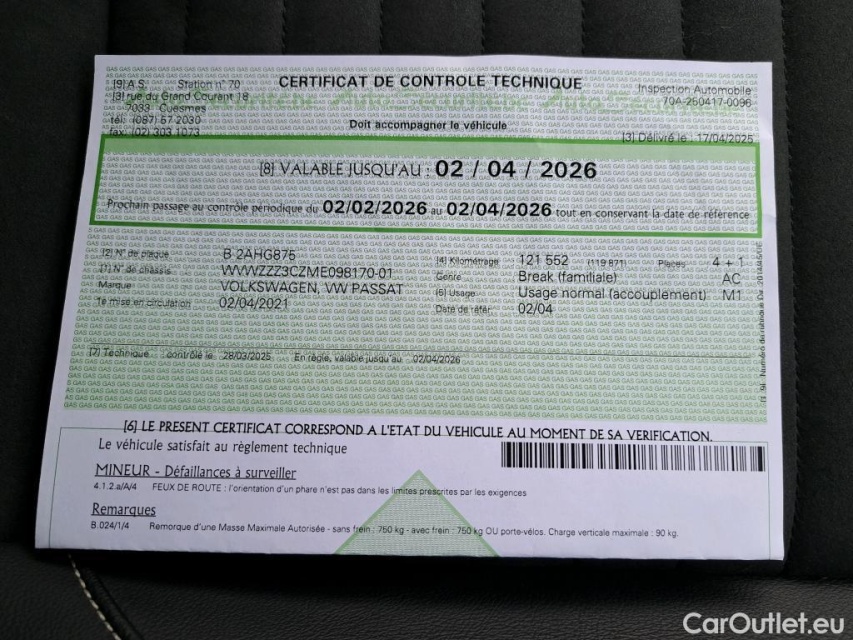 [9] A.S. Station n° 70
CERTIFICAT DE CONTROLE TECHNIQUE
Inspection Automobile
[3] rue du Grand Courant 18
70A-250417-0096
7033 Cuesmes
Doit accompagner le véhicule
tél: (067) 57 2030
fax: (02) 303 1073
[3] Délivré le : 17/04/2025
[8] VALABLE JUSQU'AU : 02 / 04 / 2026
Prochain passage au contrôle périodique du 02/02/2026 au 02/04/2026 tout en conservant la date de référence
[2] N° de plaque B 2AHG875 [4] Kilométrage 121 552 (119 871) Places 4 + 1
[1] N° de chassis WVWZZZ3CZME098170-01 Genre Break (familiale) AC
Marque VOLKSWAGEN, VW PASSAT [5] Usage Usage normal (accouplement) M1
1e mise en circulation 02/04/2021 Date de référ. 02/04
[7] Technique contrôlé le 28/03/2025 En règle, valable jusqu'au 02/04/2026
[6] LE PRESENT CERTIFICAT CORRESPOND A L'ETAT DU VEHICULE AU MOMENT DE SA VERIFICATION.
Le véhicule satisfait au règlement technique
MINEUR - Défaillances à surveiller
4.1.2.a/A/4 FEUX DE ROUTE : l'orientation d'un phare n'est pas dans les limites prescrites par les exigences
Remarques
B.024/1/4 Remorque d'une Masse Maximale Autorisée - sans frein : 750 kg - avec frein : 750 kg OU porte-vélos. Charge verticale maximale : 90 kg.
CarOutlet.eu